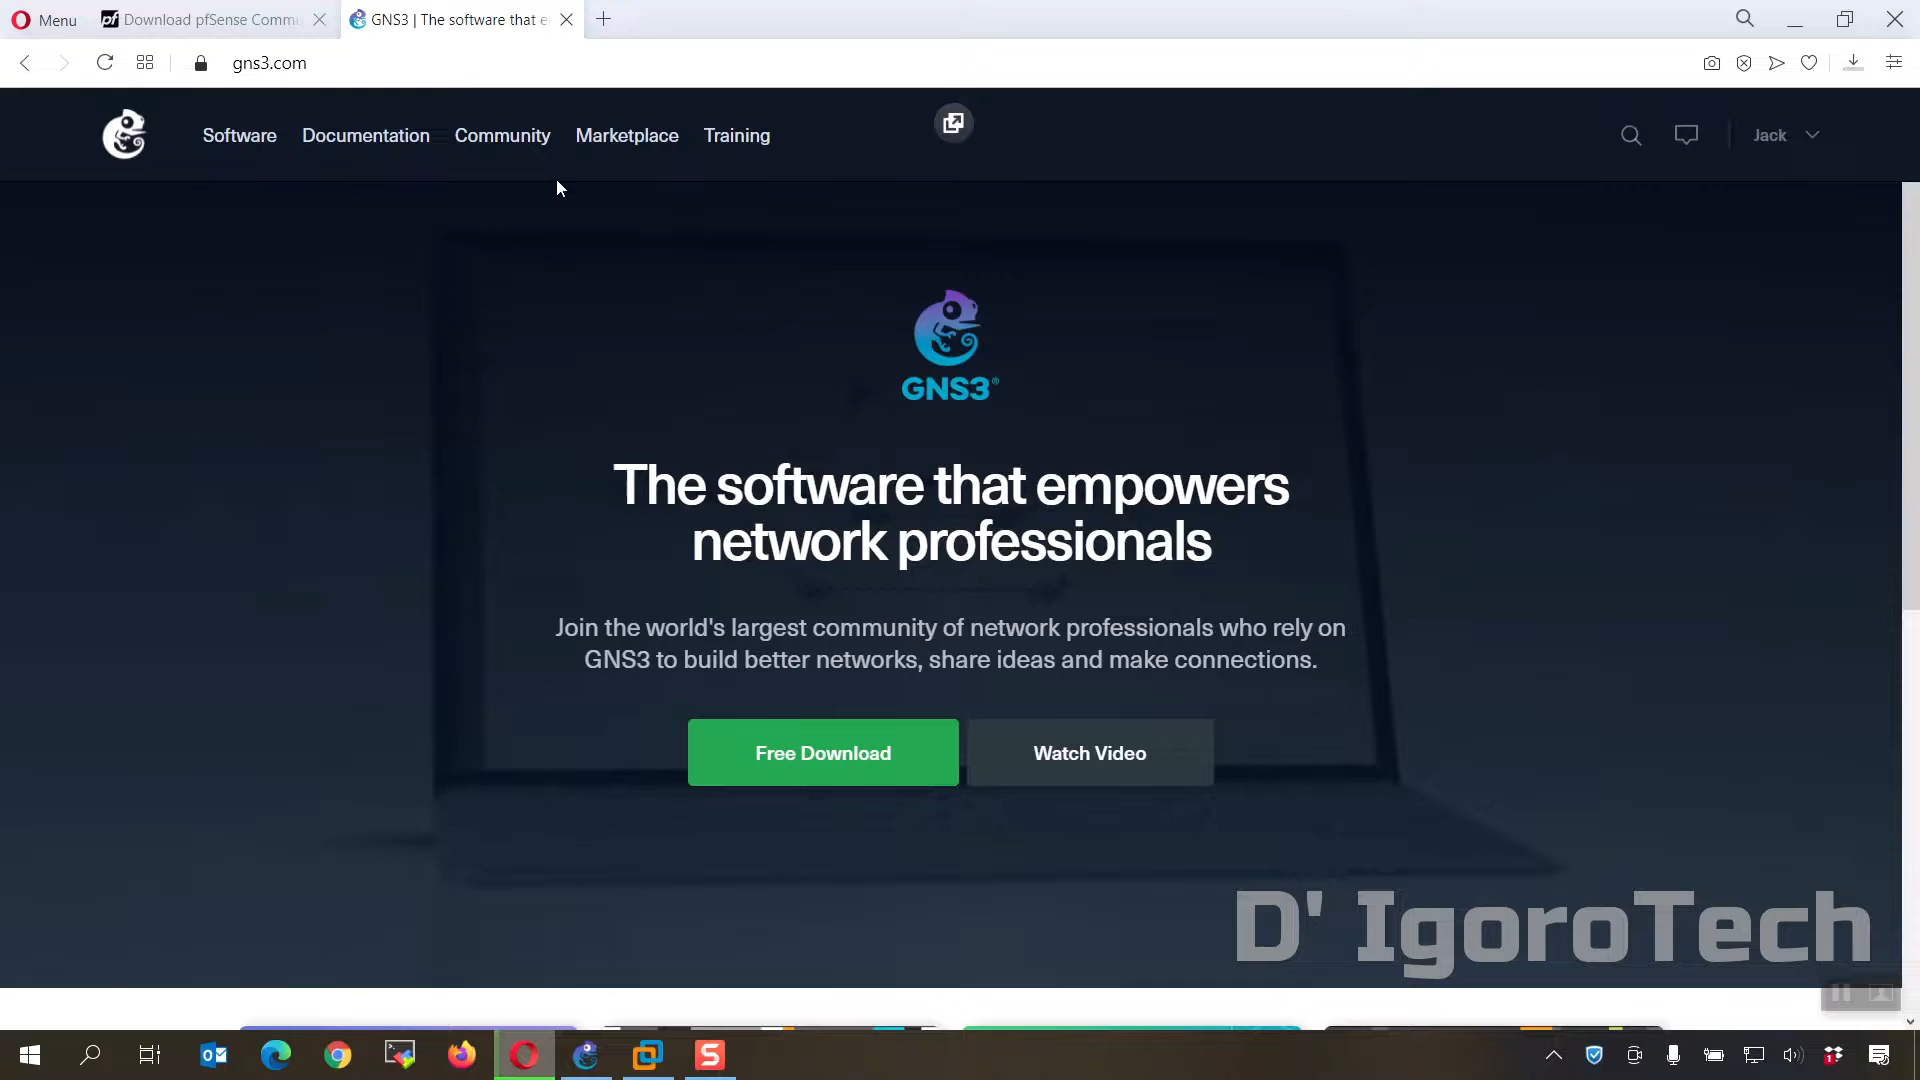 Menu
Download pfSense Commu
GNS3 | The software that e
gns3.com
Software
Documentation
Community
Marketplace
Training
Jack
GNS3®
The software that empowers
network professionals
Join the world's largest community of network professionals who rely on
GNS3 to build better networks, share ideas and make connections.
Free Download
Watch Video
D' IgoroTech